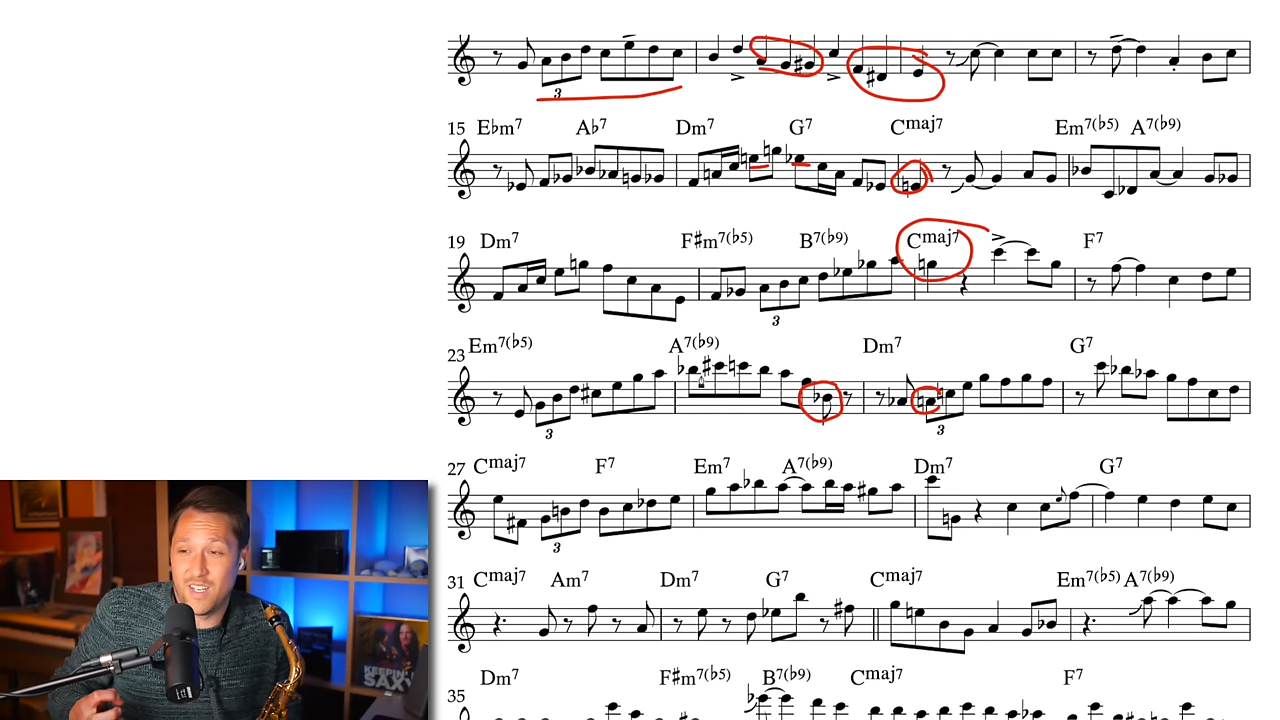 3
15 E♭m7 A♭7 Dm7 G7 Cmaj7 Em7(♭5) A7(♭9)
19 Dm7 F♯m7(♭5) B7(♭9) Cmaj7 F7
3
23 Em7(♭5) A7(♭9) Dm7 G7
3 3
27 Cmaj7 F7 Em7 A7(♭9) Dm7 G7
3
31 Cmaj7 Am7 Dm7 G7 Cmaj7 Em7(♭5) A7(♭9)
35 Dm7 F♯m7(♭5) B7(♭9) Cmaj7 F7
KEEPIN'
SAXY